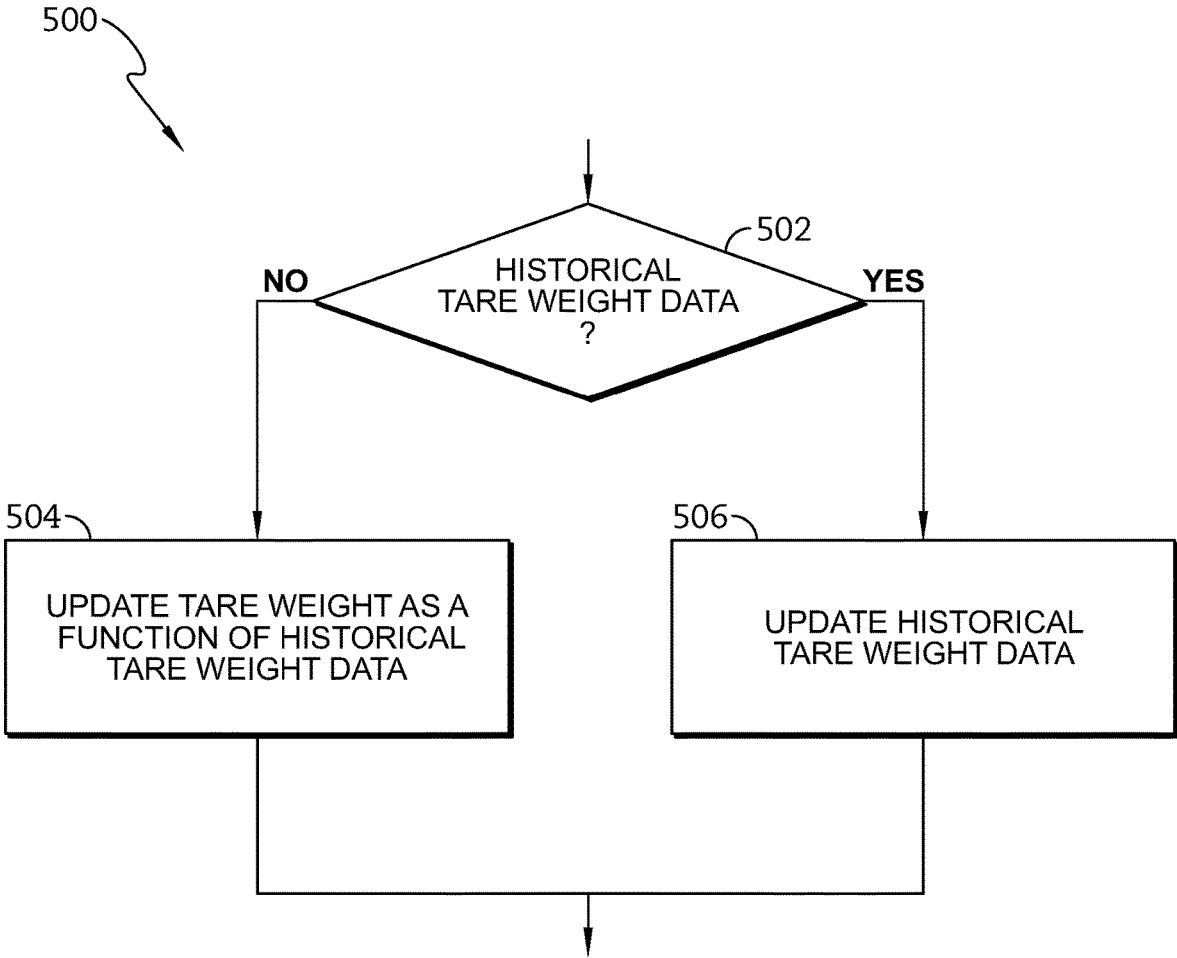 500
502
HISTORICAL
TARE WEIGHT DATA
?
NO
YES
504
506
UPDATE TARE WEIGHT AS A
FUNCTION OF HISTORICAL
TARE WEIGHT DATA
UPDATE HISTORICAL
TARE WEIGHT DATA